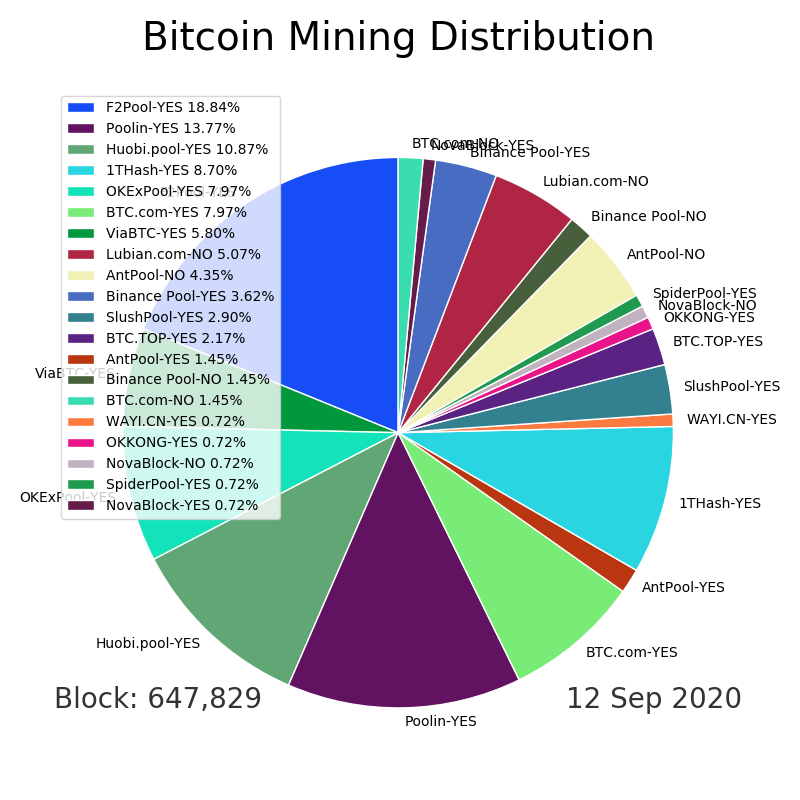 Bitcoin Mining Distribution
F2Pool-YES 18.84%
Poolin-YES 13.77%
Huobi.pool-YES 10.87%
1THash-YES 8.70%
OKExPool-YES 7.97%
BTC.com-YES 7.97%
ViaBTC-YES 5.80%
Lubian.com-NO 5.07%
AntPool-NO 4.35%
Binance Pool-YES 3.62%
SlushPool-YES 2.90%
BTC.TOP-YES 2.17%
AntPool-YES 1.45%
Binance Pool-NO 1.45%
BTC.com-NO 1.45%
WAYI.CN-YES 0.72%
OKKONG-YES 0.72%
NovaBlock-NO 0.72%
SpiderPool-YES 0.72%
NovaBlock-YES 0.72%
BTC.com-NO
NovaBlock-YES
Binance Pool-YES
Lubian.com-NO
Binance Pool-NO
AntPool-NO
SpiderPool-YES
NovaBlock-NO
OKKONG-YES
BTC.TOP-YES
SlushPool-YES
WAYI.CN-YES
1THash-YES
AntPool-YES
BTC.com-YES
Poolin-YES
Huobi.pool-YES
OKExPool-YES
ViaBTC-YES
Block: 647,829
12 Sep 2020